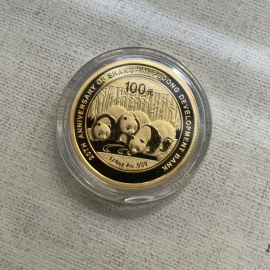 100元
20TH ANNIVERSARY OF SHANGHAI PUDONG DEVELOPMENT BANK
1/4oz Au .999